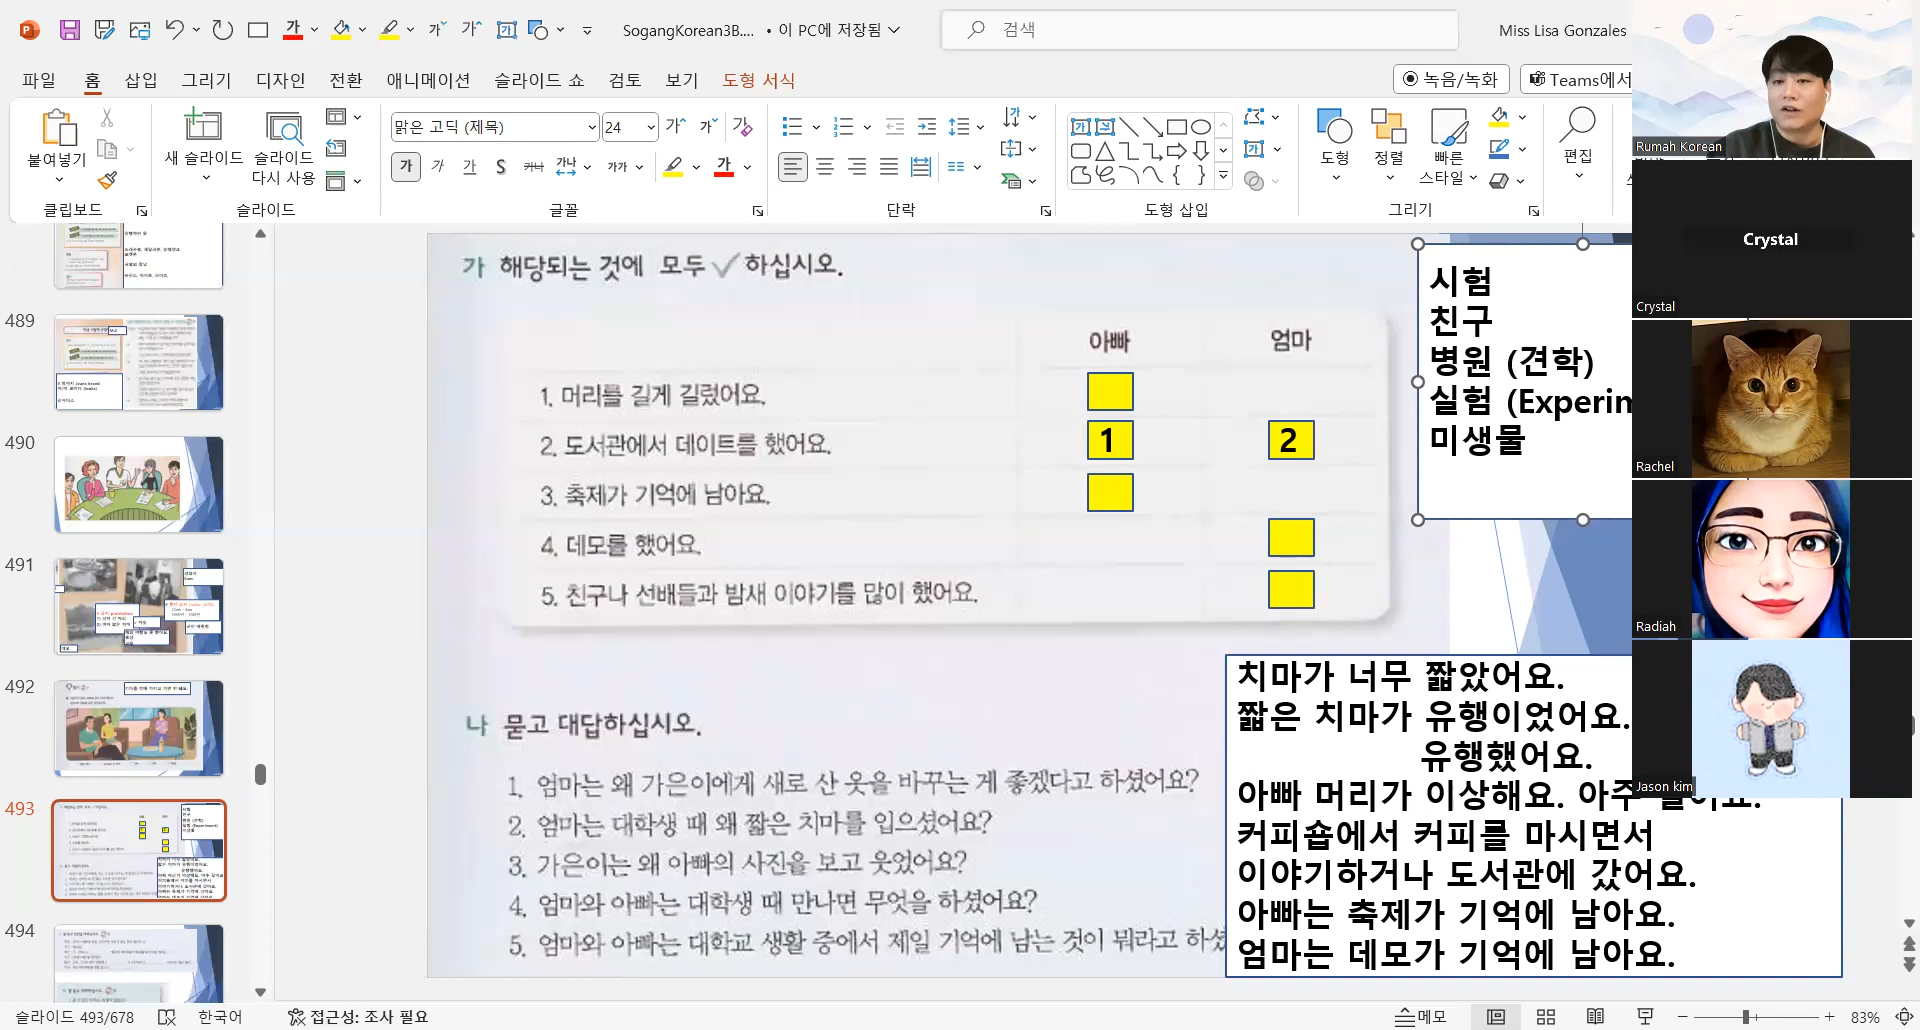 SogangKorean3B.... • 이 PC에 저장됨
검색
Miss Lisa Gonzales
파일 홈 삽입 그리기 디자인 전환 애니메이션 슬라이드 쇼 검토 보기 도형 서식
녹음/녹화 Teams에서
붙여넣기
새 슬라이드
슬라이드
다시 사용
맑은 고딕 (제목) 24
도형 정렬 빠른
스타일
편집
클립보드 슬라이드 글꼴 단락 도형 삽입 그리기
489
490
491
492
493
494
가 해당되는 것에 모두 ✓ 하십시오.
아빠 엄마
1. 머리를 길게 길렀어요.
2. 도서관에서 데이트를 했어요. 1 2
3. 축제가 기억에 남아요.
4. 데모를 했어요.
5. 친구나 선배들과 밤새 이야기를 많이 했어요.
시험
친구
병원 (견학)
실험 (Experim
미생물
나 묻고 대답하십시오.
1. 엄마는 왜 가은이에게 새로 산 옷을 바꾸는 게 좋겠다고 하셨어요?
2. 엄마는 대학생 때 왜 짧은 치마를 입으셨어요?
3. 가은이는 왜 아빠의 사진을 보고 웃었어요?
4. 엄마와 아빠는 대학생 때 만나면 무엇을 하셨어요?
5. 엄마와 아빠는 대학교 생활 중에서 제일 기억에 남는 것이 뭐라고 하셨
치마가 너무 짧았어요.
짧은 치마가 유행이었어요.
유행했어요.
아빠 머리가 이상해요. 아주 길어요.
커피숍에서 커피를 마시면서
이야기하거나 도서관에 갔어요.
아빠는 축제가 기억에 남아요.
엄마는 데모가 기억에 남아요.
Rumah Korean
Crystal
Crystal
Rachel
Radiah
Jason kim
슬라이드 493/678 한국어 접근성: 조사 필요 메모 83%